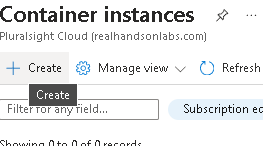 Container instances
Pluralsight Cloud (realhandsonlabs.com)
+ Create Manage view Refresh
Create
Filter for any field...
Subscription
Showing 0 to 0 of 0 records